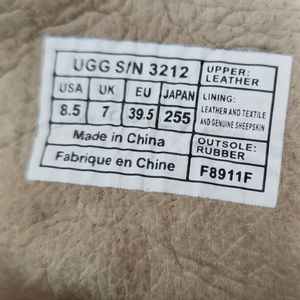 UGG S/N 3212
USA UK EU JAPAN
8.5 7 39.5 255
Made in China
Fabrique en Chine
UPPER:
LEATHER
LINING:
LEATHER AND TEXTILE
AND GENUINE SHEEPSKIN
OUTSOLE:
RUBBER
F8911F